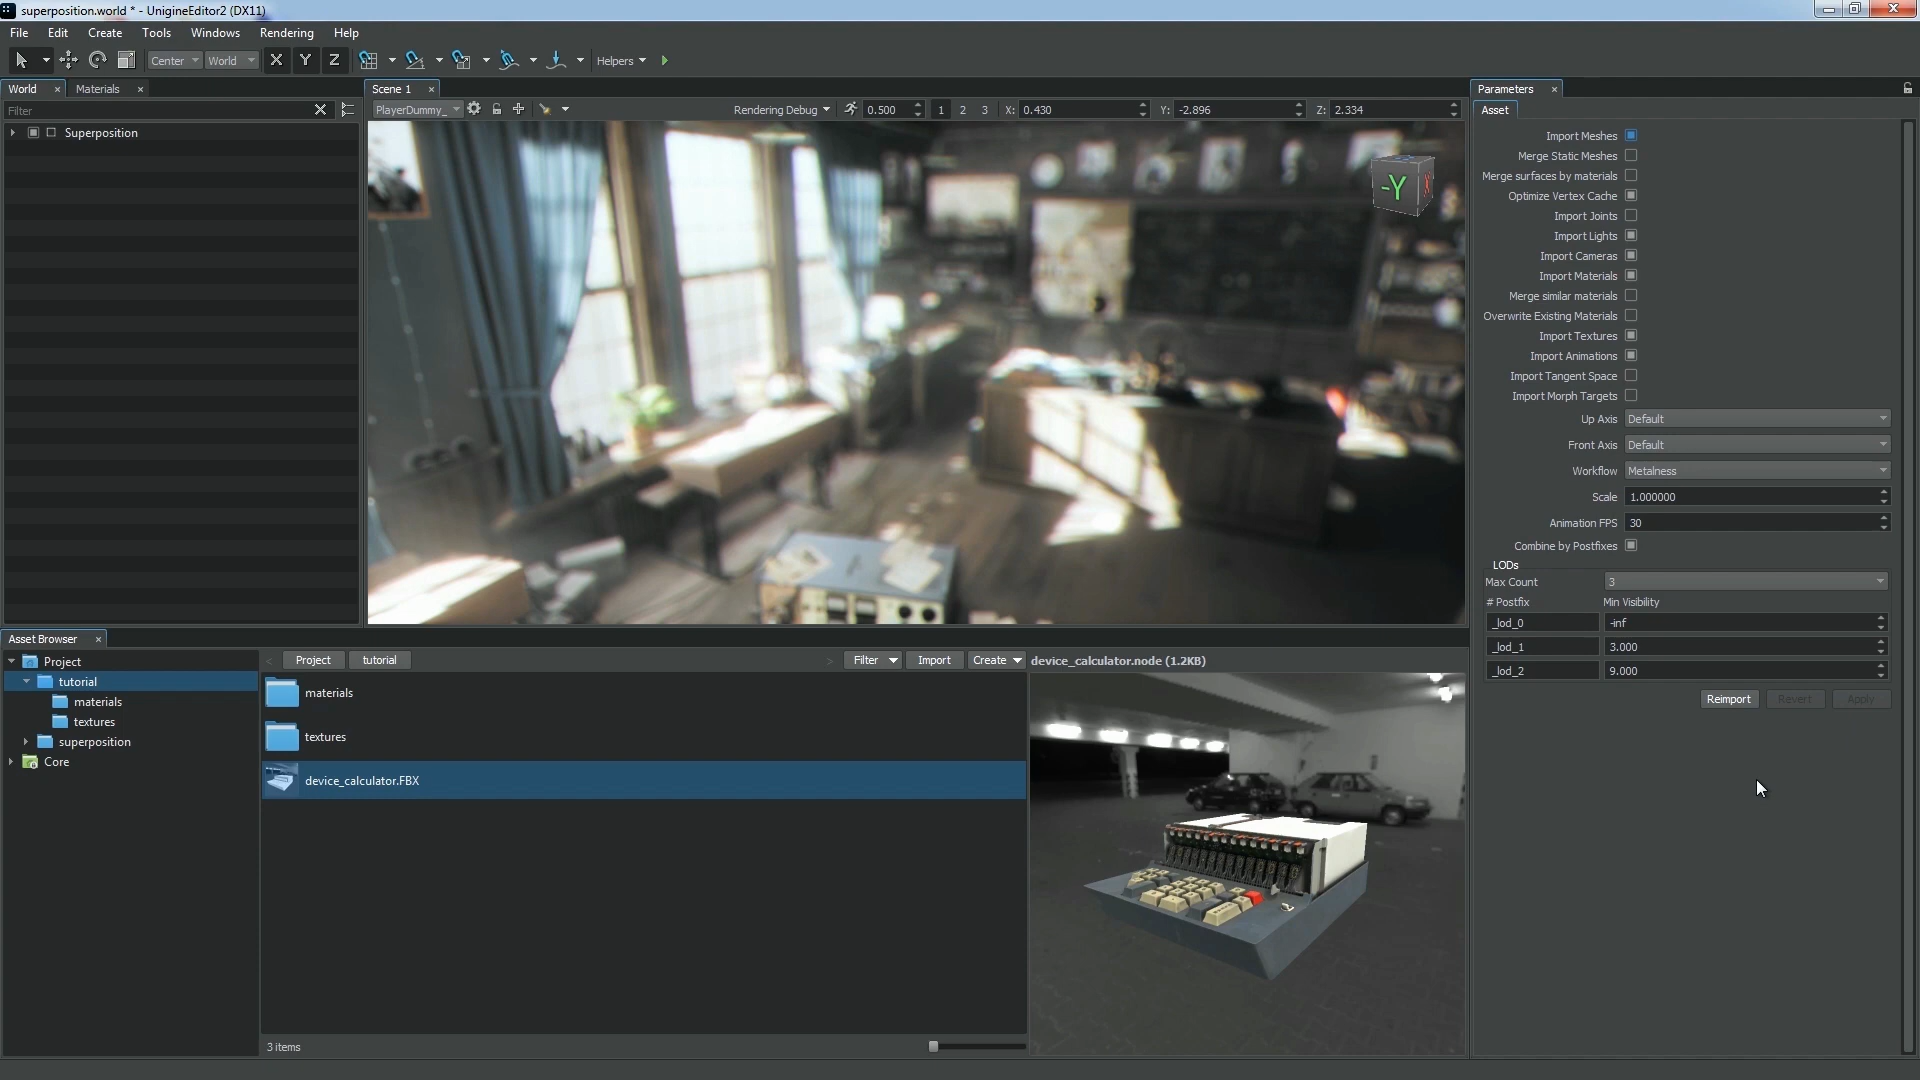 superposition.world * - UnigineEditor2 (DX11)
File Edit Create Tools Windows Rendering Help
Center World X Y Z Helpers
World Materials
Filter
Superposition
Scene 1
PlayerDummy_ Rendering Debug 0.500 1 2 3 X: 0.430 Y: -2.896 Z: 2.334
-Y
Asset Browser
Project
tutorial
materials
textures
superposition
Core
< Project tutorial > Filter Import Create
materials
textures
device_calculator.FBX
3 items
device_calculator.node (1.2KB)
Parameters
Asset
Import Meshes
Merge Static Meshes
Merge surfaces by materials
Optimize Vertex Cache
Import Joints
Import Lights
Import Cameras
Import Materials
Merge similar materials
Overwrite Existing Materials
Import Textures
Import Animations
Import Tangent Space
Import Morph Targets
Up Axis Default
Front Axis Default
Workflow Metalness
Scale 1.000000
Animation FPS 30
Combine by Postfixes
LODs
Max Count 3
# Postfix Min Visibility
_lod_0 -inf
_lod_1 3.000
_lod_2 9.000
Reimport Revert Apply